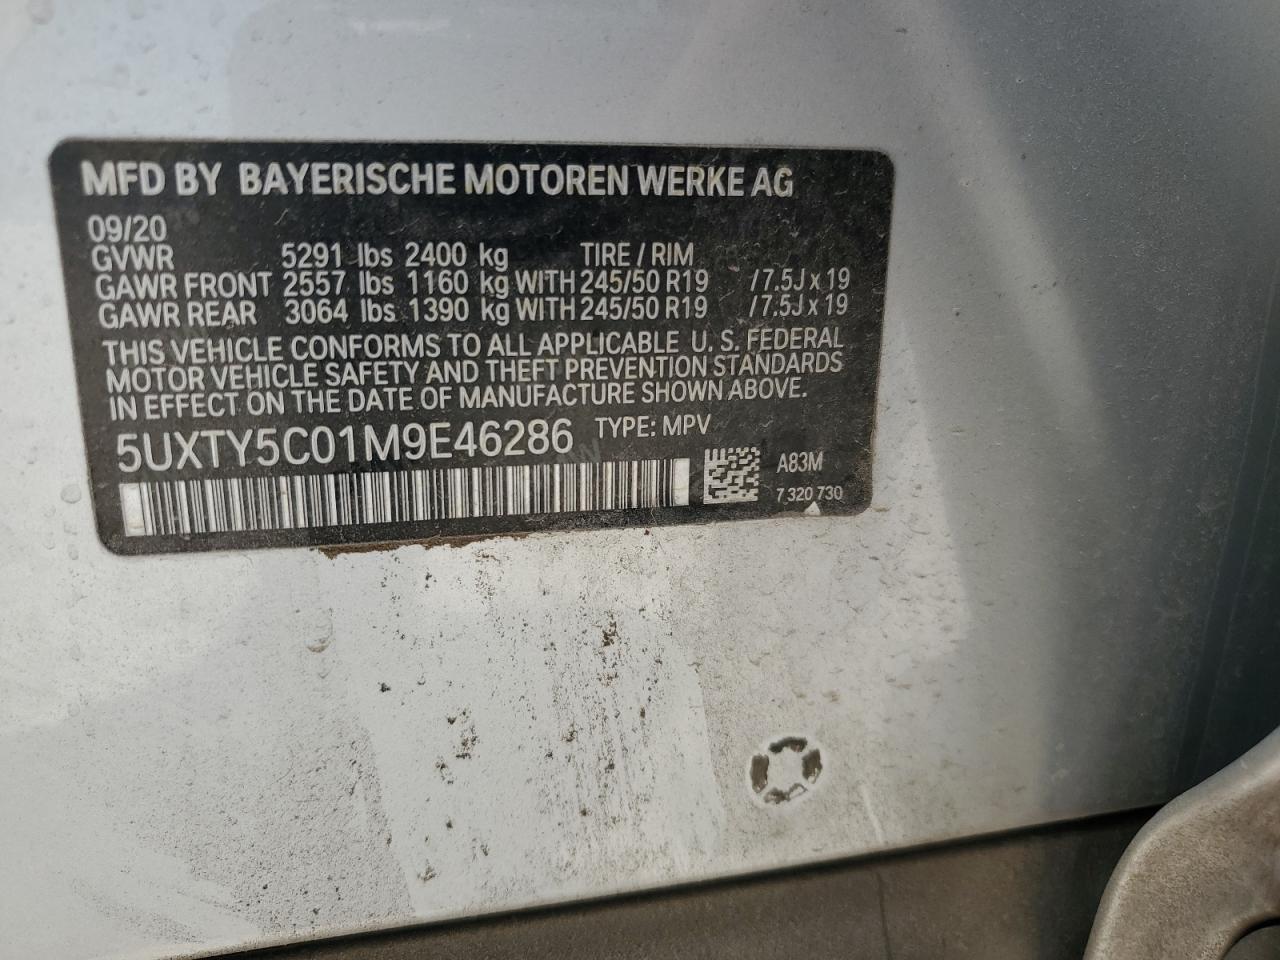 MFD BY BAYERISCHE MOTOREN WERKE AG
09/20
GVWR 5291 lbs 2400 kg TIRE / RIM
GAWR FRONT 2557 lbs 1160 kg WITH 245/50 R19 / 7.5J x 19
GAWR REAR 3064 lbs 1390 kg WITH 245/50 R19 / 7.5J x 19
THIS VEHICLE CONFORMS TO ALL APPLICABLE U. S. FEDERAL
MOTOR VEHICLE SAFETY AND THEFT PREVENTION STANDARDS
IN EFFECT ON THE DATE OF MANUFACTURE SHOWN ABOVE.
5UXTY5C01M9E46286 TYPE: MPV
A83M
7 320 730